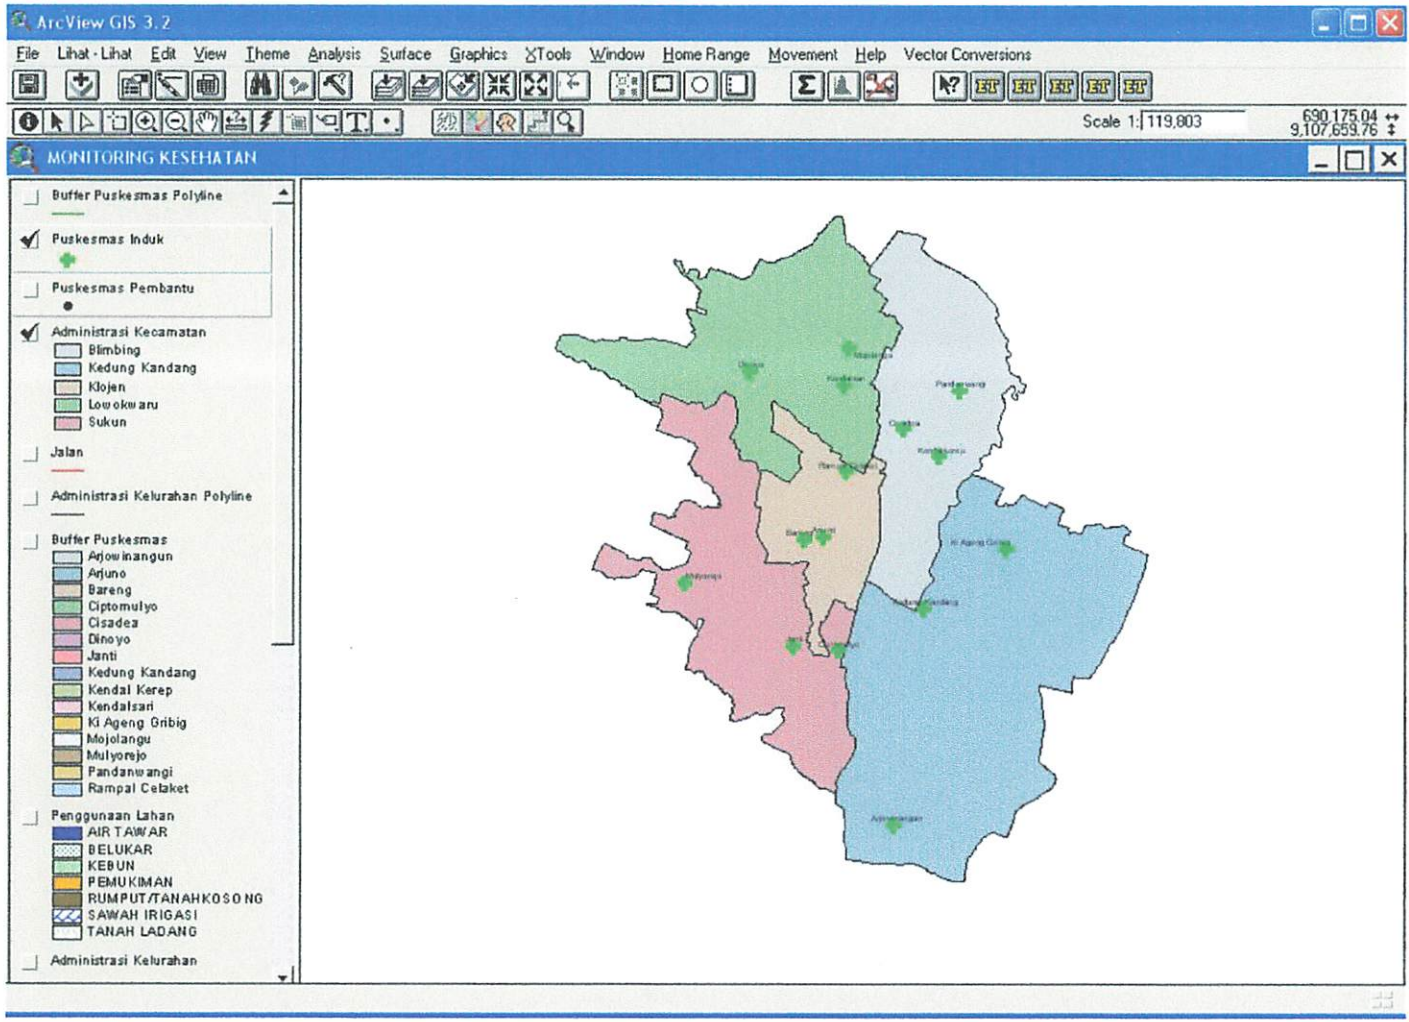 ArcView GIS 3.2
File Lihat - Lihat Edit View Theme Analysis Surface Graphics XTools Window Home Range Movement Help Vector Conversions
ET ET ET ET ET
Scale 1: 119,803
690,175.04
9,107,659.76
MONITORING KESEHATAN
Buffer Puskesmas Polyline
Puskesmas Induk
Puskesmas Pembantu
Administrasi Kecamatan
Blimbing
Kedung Kandang
Klojen
Lowokwaru
Sukun
Jalan
Administrasi Kelurahan Polyline
Buffer Puskesmas
Arjowinangun
Arjuno
Bareng
Ciptomulyo
Cisadea
Dinoyo
Janti
Kedung Kandang
Kendal Kerep
Kendalsari
Ki Ageng Gribig
Mojolangu
Mulyorejo
Pandanwangi
Rampal Celaket
Penggunaan Lahan
AIR TAWAR
BELUKAR
KEBUN
PEMUKIMAN
RUMPUT/TANAHKOSONG
SAWAH IRIGASI
TANAH LADANG
Administrasi Kelurahan
Pandanwangi
Ki Ageng Gribig
Mulyorejo